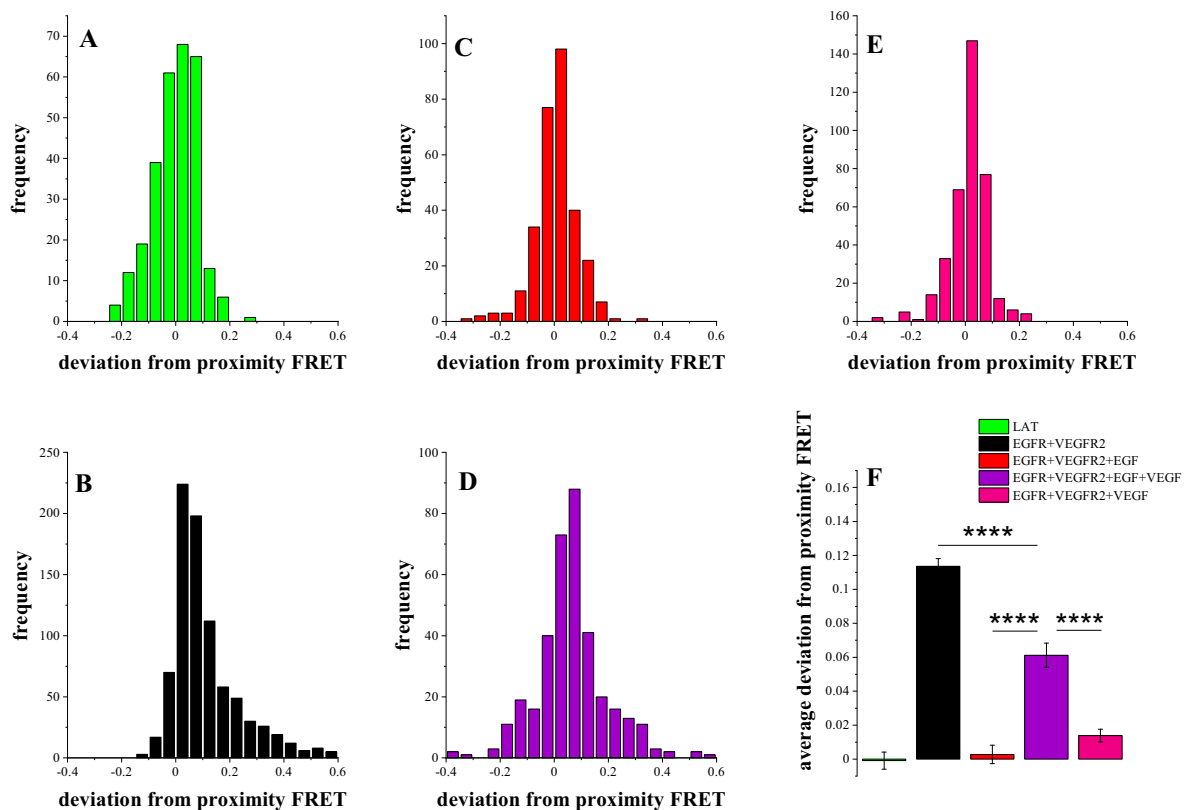 A
frequency
70
60
50
40
30
20
10
0
-0.4 -0.2 0 0.2 0.4 0.6
deviation from proximity FRET
C
frequency
100
80
60
40
20
0
-0.4 -0.2 0 0.2 0.4 0.6
deviation from proximity FRET
E
frequency
160
140
120
100
80
60
40
20
0
-0.4 -0.2 0 0.2 0.4 0.6
deviation from proximity FRET
B
frequency
250
200
150
100
50
0
-0.4 -0.2 0 0.2 0.4 0.6
deviation from proximity FRET
D
frequency
100
80
60
40
20
0
-0.4 -0.2 0 0.2 0.4 0.6
deviation from proximity FRET
LAT
EGFR+VEGFR2
EGFR+VEGFR2+EGF
EGFR+VEGFR2+EGF+VEGF
EGFR+VEGFR2+VEGF
F
average deviation from proximity FRET
0.16
0.14
0.12
0.1
0.08
0.06
0.04
0.02
0
****
**** ****